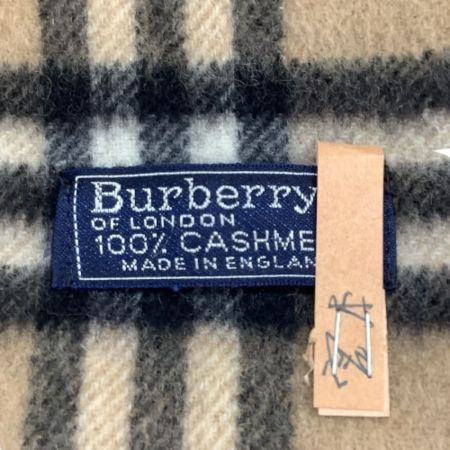 Burberry
OF LONDON
100% CASHME
MADE IN ENGLAN